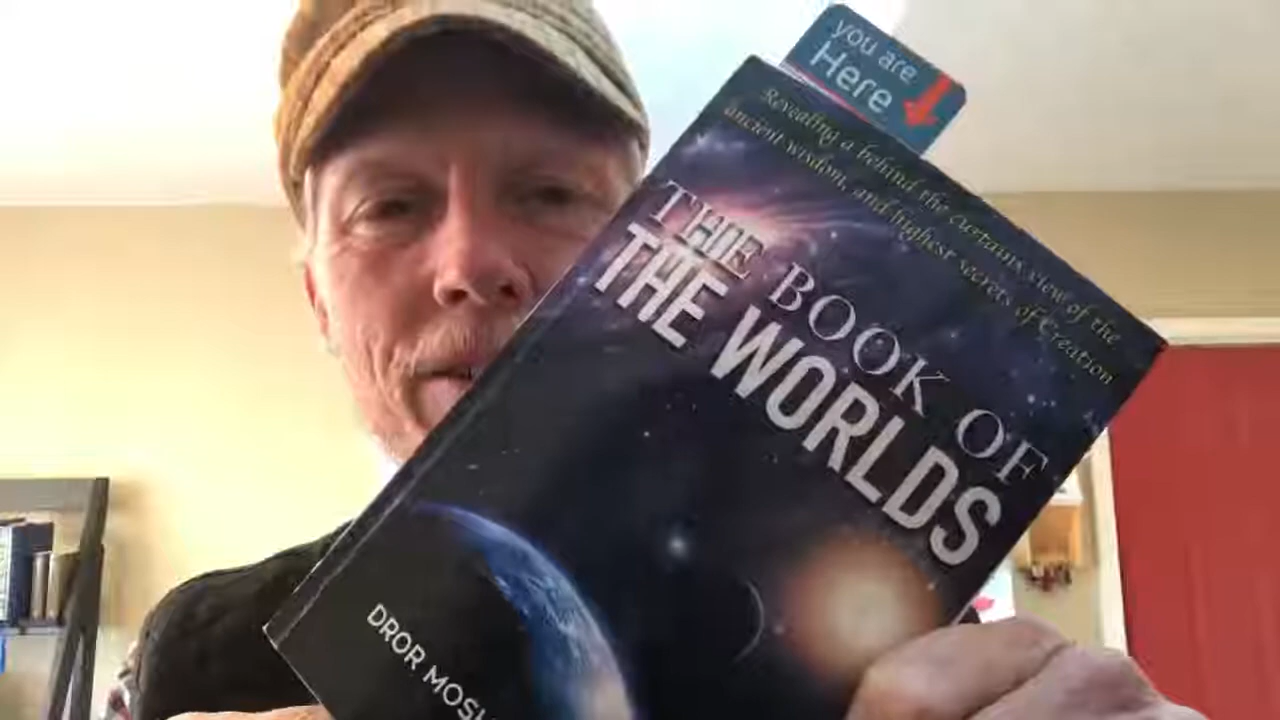 you are
Here
Revealing a behind the curtains view of the
ancient wisdom, and highest secrets of Creation
THE BOOK OF
THE WORLDS
DROR